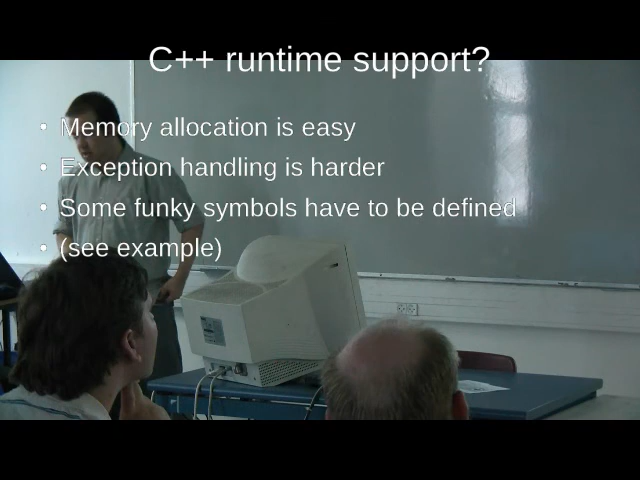 C++ runtime support?
• Memory allocation is easy
• Exception handling is harder
• Some funky symbols have to be defined
• (see example)